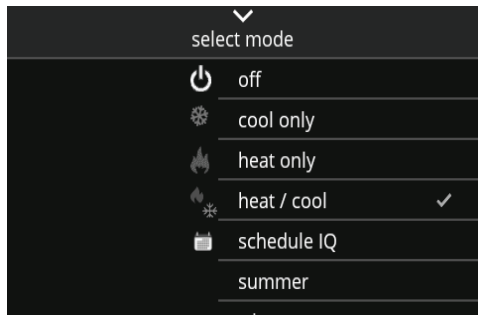 select mode
off
cool only
heat only
heat / cool
schedule IQ
summer